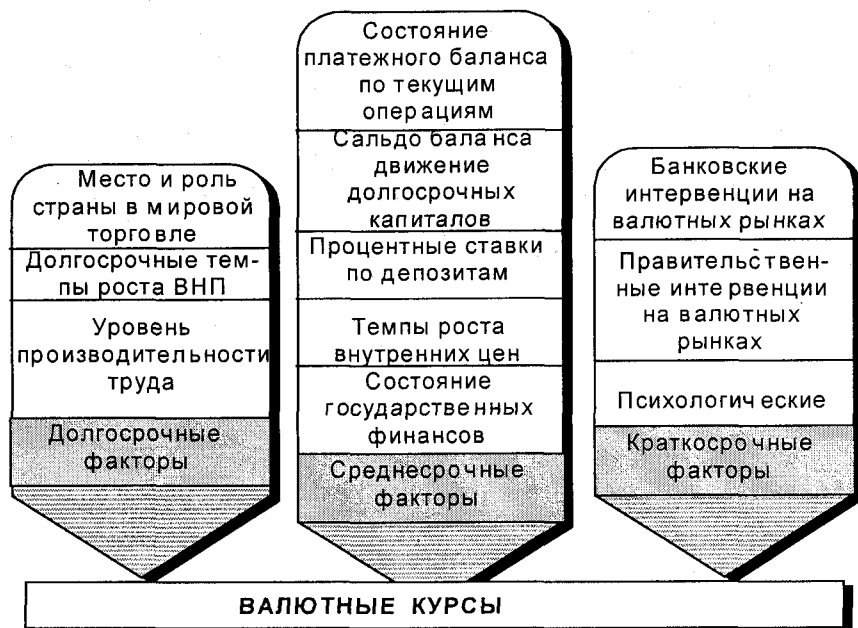 Место и роль
страны в мировой
торговле
Долгосрочные тем-
пы роста ВНП
Уровень
производительности
труда
Долгосрочные
факторы
Состояние
платежного баланса
по текущим
операциям
Сальдо баланса
движение
долгосрочных
капиталов
Процентные ставки
по депозитам
Темпы роста
внутренних цен
Состояние
государственных
финансов
Среднесрочные
факторы
Банковские
интервенции на
валютных рынках
Правительствен-
ные интервенции
на валютных
рынках
Психологические
Краткосрочные
факторы
ВАЛЮТНЫЕ КУРСЫ